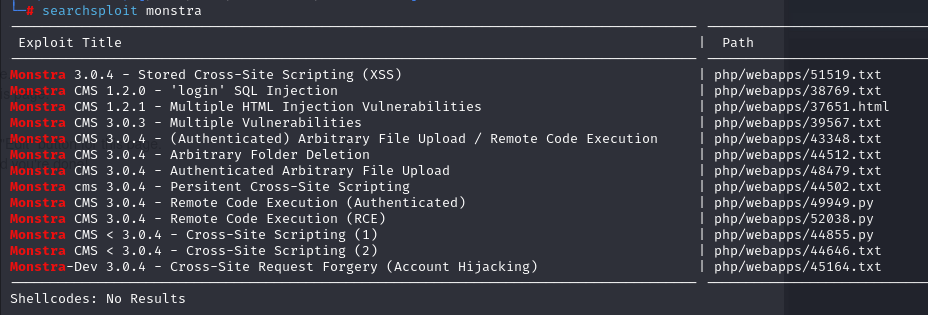 # searchsploit monstra
Exploit Title | Path
Monstra 3.0.4 - Stored Cross-Site Scripting (XSS) | php/webapps/51519.txt
Monstra CMS 1.2.0 - 'login' SQL Injection | php/webapps/38769.txt
Monstra CMS 1.2.1 - Multiple HTML Injection Vulnerabilities | php/webapps/37651.html
Monstra CMS 3.0.3 - Multiple Vulnerabilities | php/webapps/39567.txt
Monstra CMS 3.0.4 - (Authenticated) Arbitrary File Upload / Remote Code Execution | php/webapps/43348.txt
Monstra CMS 3.0.4 - Arbitrary Folder Deletion | php/webapps/44512.txt
Monstra CMS 3.0.4 - Authenticated Arbitrary File Upload | php/webapps/48479.txt
Monstra cms 3.0.4 - Persitent Cross-Site Scripting | php/webapps/44502.txt
Monstra CMS 3.0.4 - Remote Code Execution (Authenticated) | php/webapps/49949.py
Monstra CMS 3.0.4 - Remote Code Execution (RCE) | php/webapps/52038.py
Monstra CMS < 3.0.4 - Cross-Site Scripting (1) | php/webapps/44855.py
Monstra CMS < 3.0.4 - Cross-Site Scripting (2) | php/webapps/44646.txt
Monstra-Dev 3.0.4 - Cross-Site Request Forgery (Account Hijacking) | php/webapps/45164.txt
Shellcodes: No Results